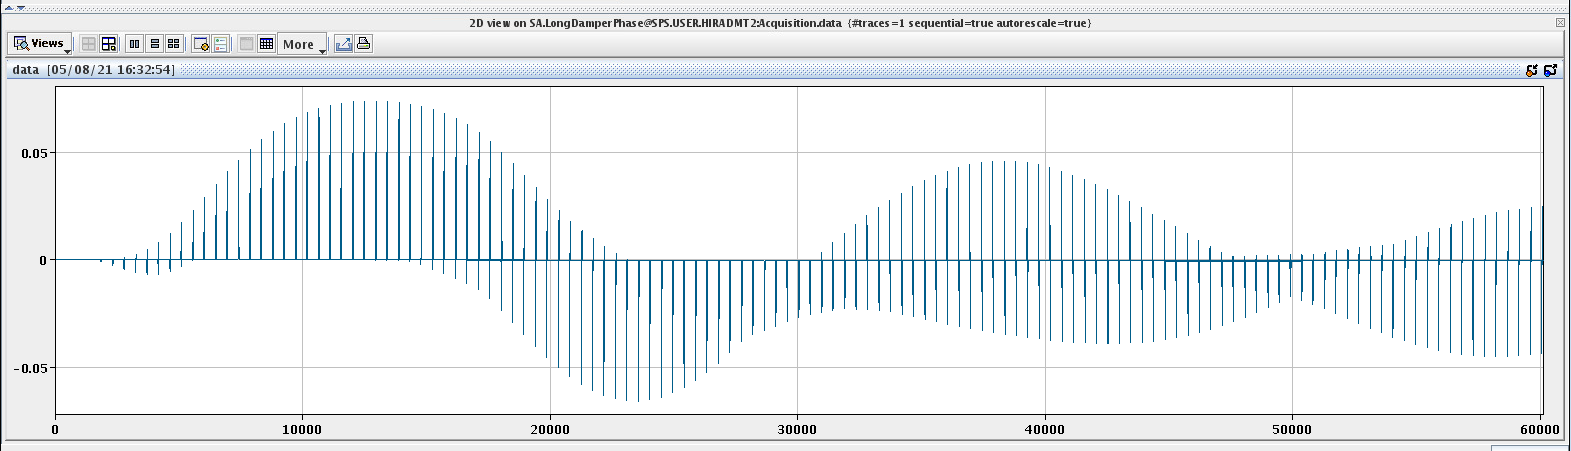 2D view on SA.LongDamperPhase@SPS.USER.HIRADMT2:Acquisition.data {#traces=1 sequential=true autorescale=true}
Views More
data [05/08/21 16:32:54]
0.05
0
-0.05
0 10000 20000 30000 40000 50000 60000